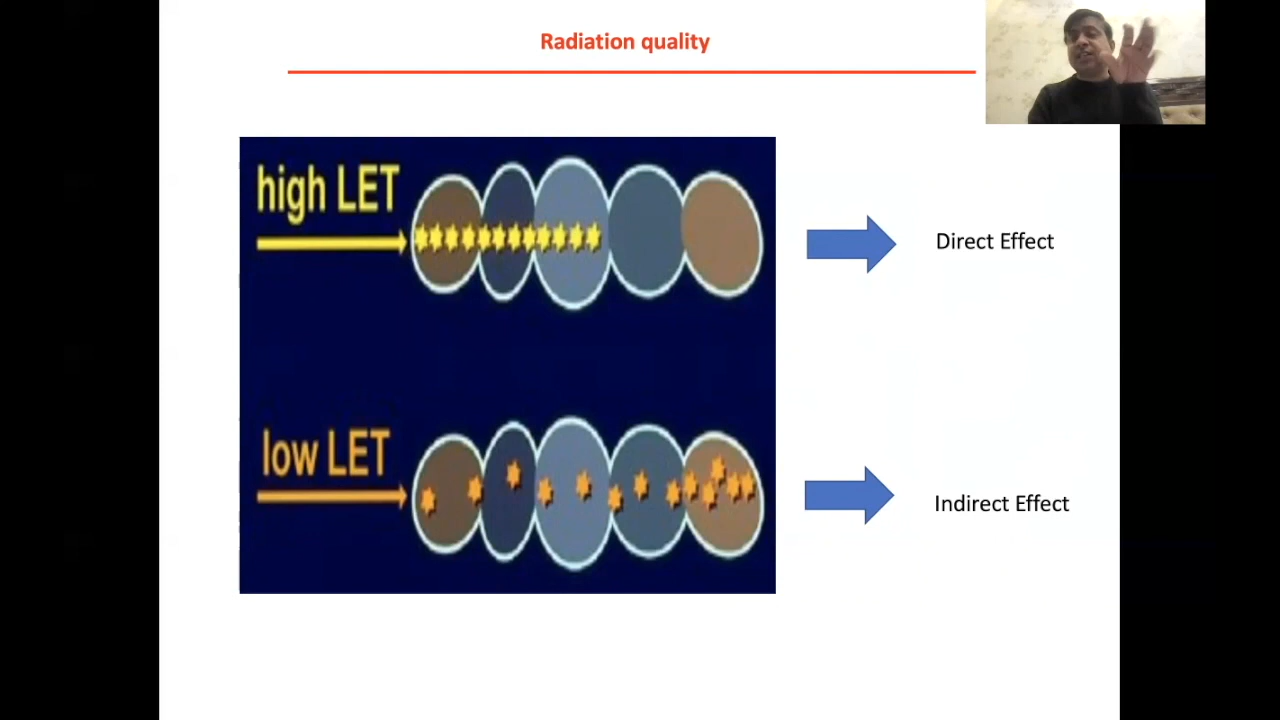 Radiation quality
high LET
Direct Effect
low LET
Indirect Effect